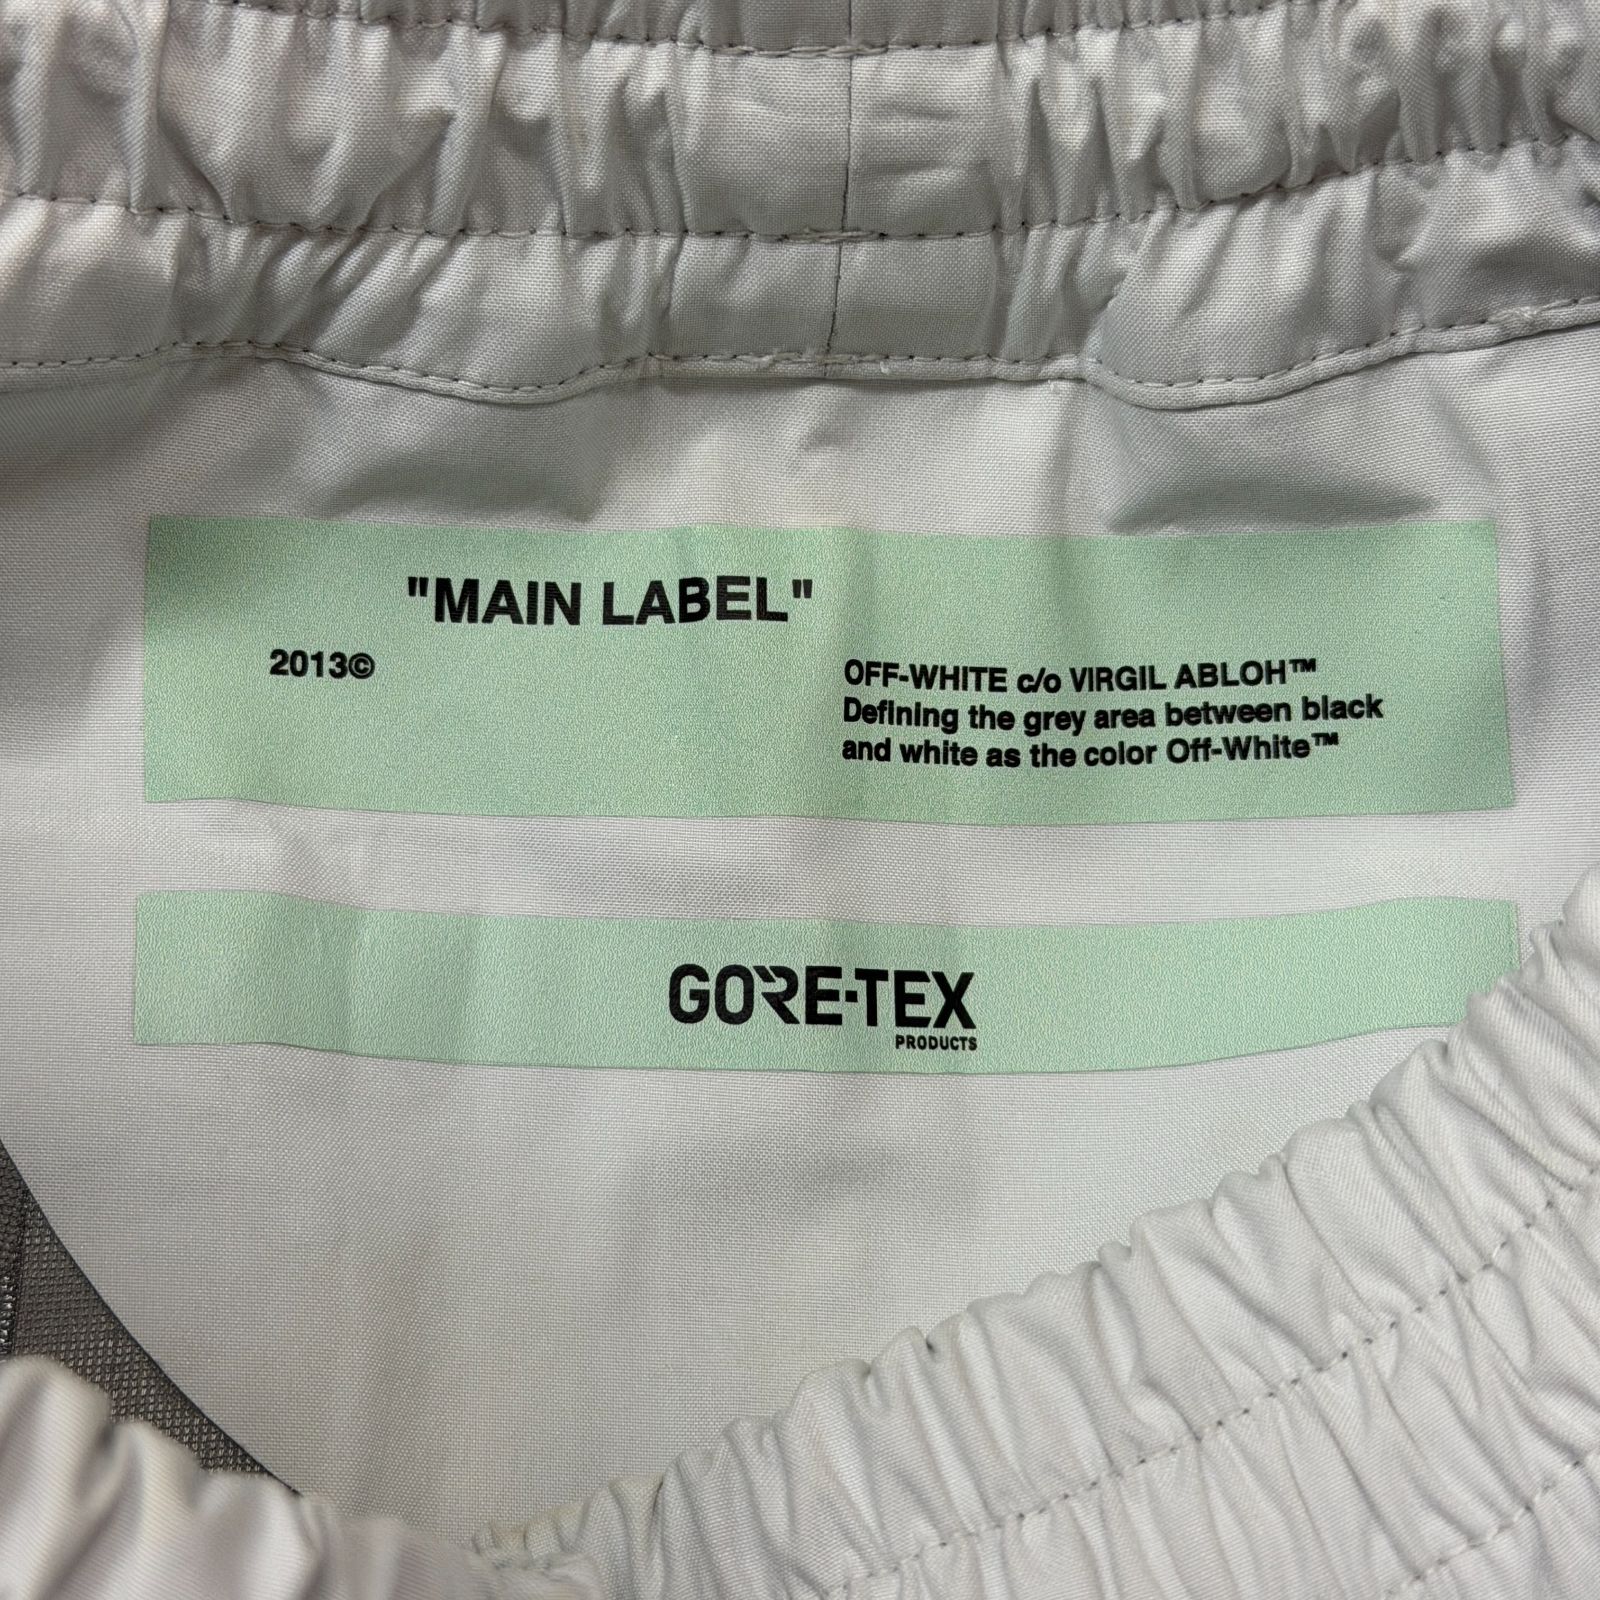 "MAIN LABEL"
2013©
OFF-WHITE c/o VIRGIL ABLOH™
Defining the grey area between black
and white as the color Off-White™
GORE-TEX
PRODUCTS